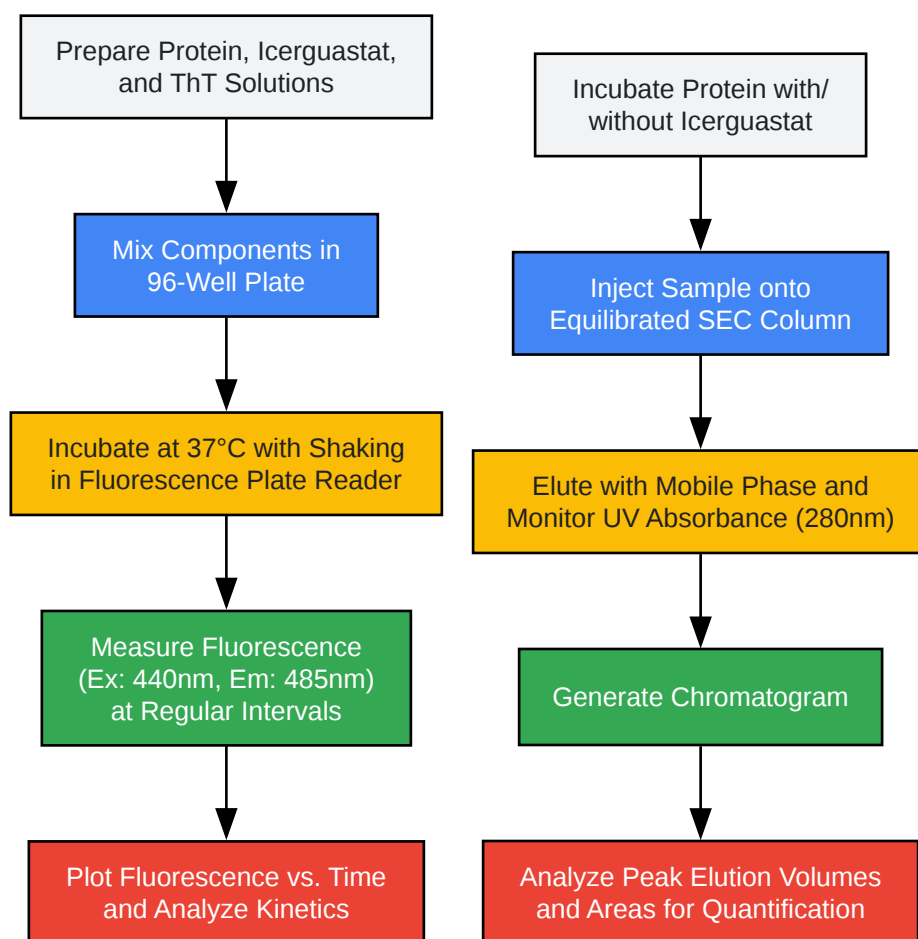 Prepare Protein, Icerguastat,
and ThT Solutions
Mix Components in
96-Well Plate
Incubate at 37°C with Shaking
in Fluorescence Plate Reader
Measure Fluorescence
(Ex: 440nm, Em: 485nm)
at Regular Intervals
Plot Fluorescence vs. Time
and Analyze Kinetics
Incubate Protein with/
without Icerguastat
Inject Sample onto
Equilibrated SEC Column
Elute with Mobile Phase and
Monitor UV Absorbance (280nm)
Generate Chromatogram
Analyze Peak Elution Volumes
and Areas for Quantification